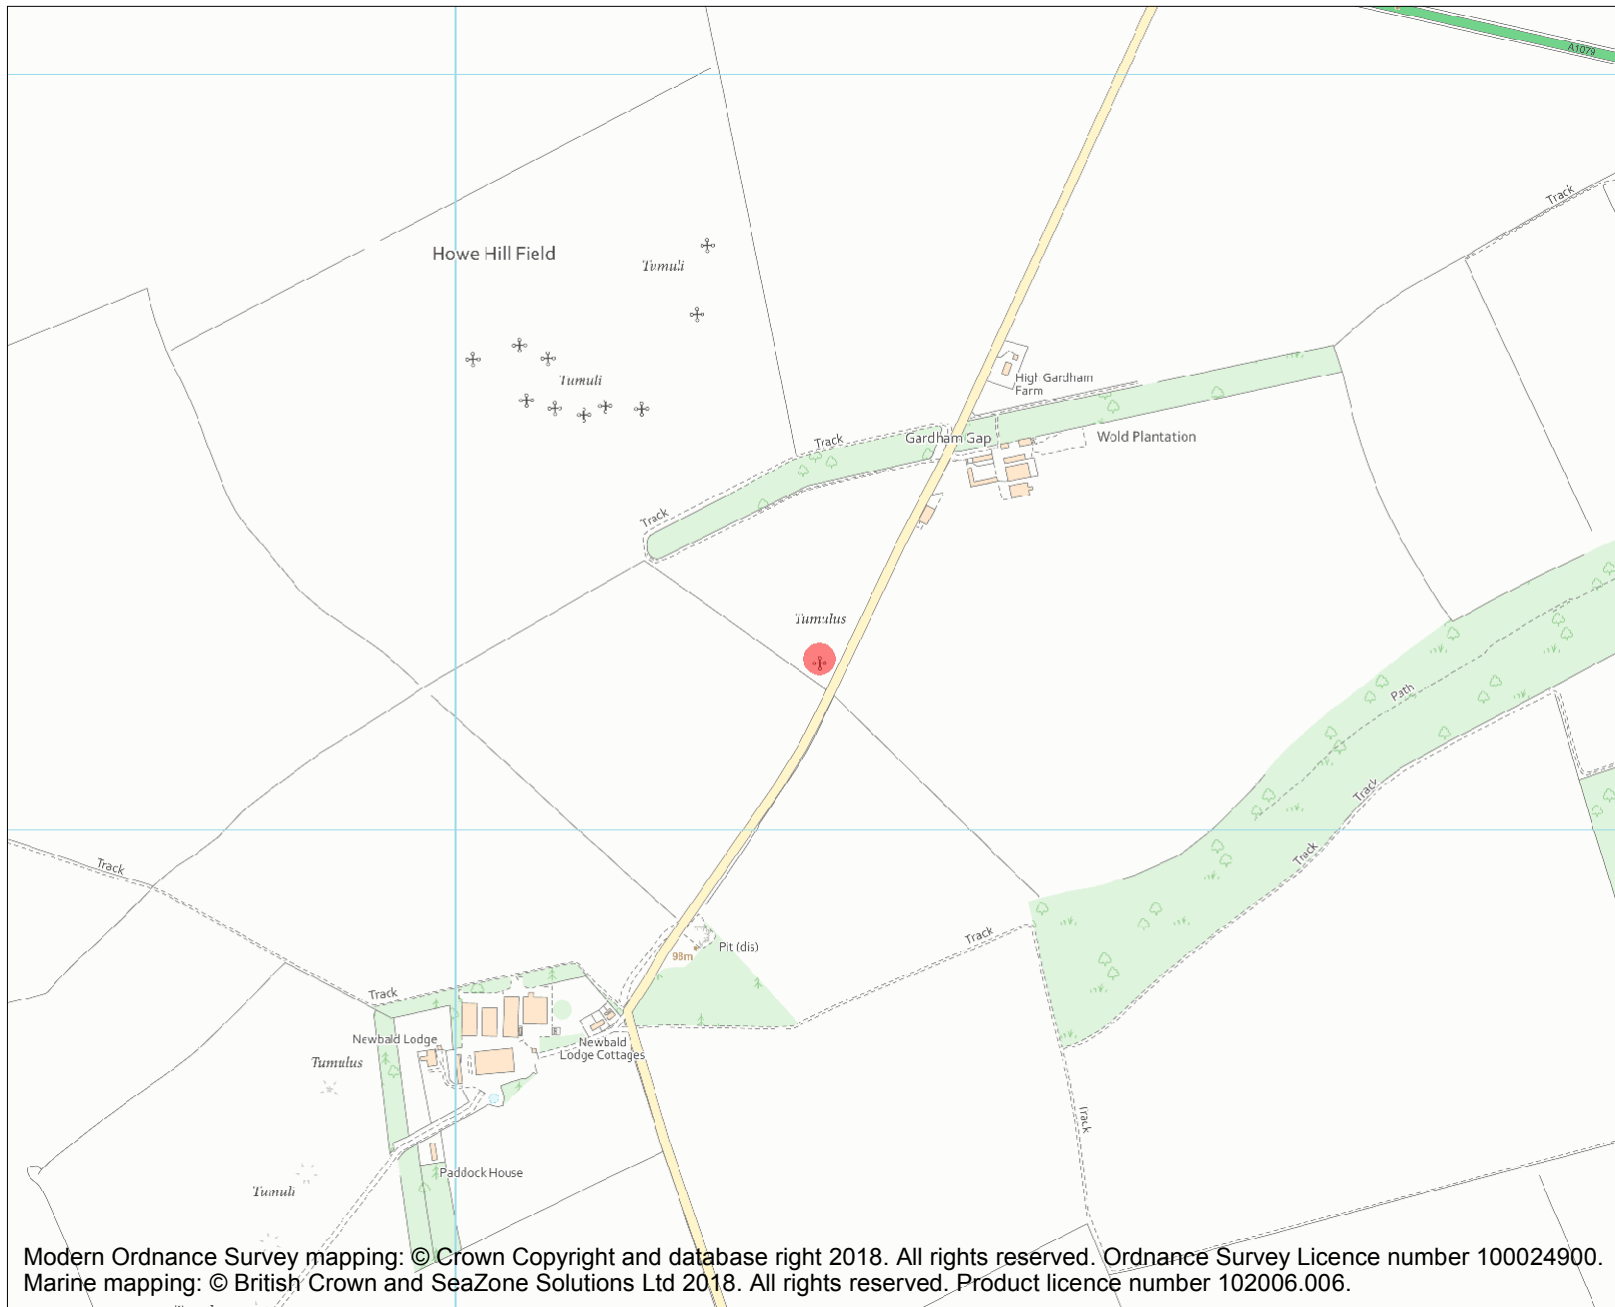 A1079
Track
Howe Hill Field
Tumuli
Tumuli
High Gardham
Farm
Track
Gardham Gap
Wold Plantation
Track
Tumulus
Path
Track
Track
Track
Track
Pit (dis)
98m
Track
Newbald Lodge
Newbald
Lodge Cottages
Tumulus
Track
Paddock House
Tumuli
Modern Ordnance Survey mapping: © Crown Copyright and database right 2018. All rights reserved. Ordnance Survey Licence number 100024900.
Marine mapping: © British Crown and SeaZone Solutions Ltd 2018. All rights reserved. Product licence number 102006.006.